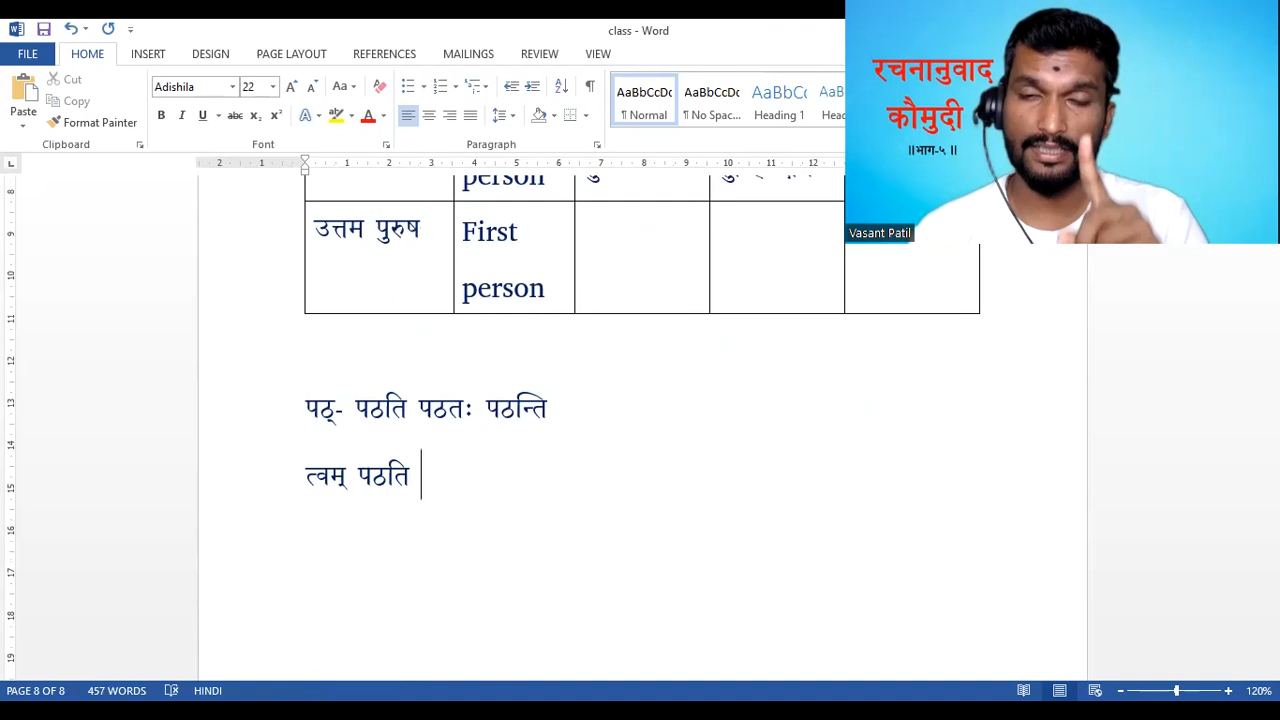 class - Word
FILE HOME INSERT DESIGN PAGE LAYOUT REFERENCES MAILINGS REVIEW VIEW
Cut
Copy
Format Painter
Paste
Clipboard
Adishila 22
Font
Paragraph
AaBbCcDc AaBbCcDc AaBbCc AaB
¶ Normal ¶ No Spac... Heading 1 Head
रचनानुवाद
कौमुदी
॥भाग-५ ॥
Vasant Patil
person
उत्तम पुरुष First
person
पठ्- पठति पठतः पठन्ति
त्वम् पठति
PAGE 8 OF 8 457 WORDS HINDI 120%